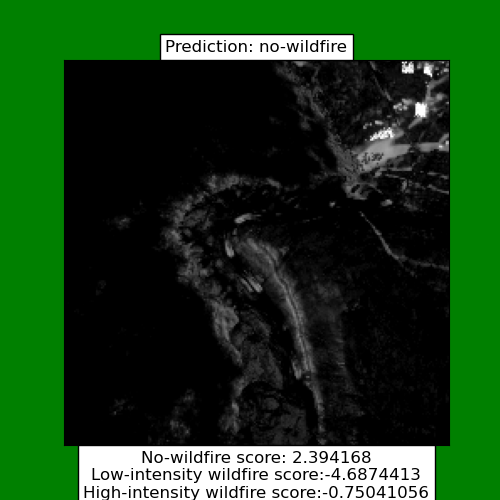 Prediction: no-wildfire
No-wildfire score: 2.394168
Low-intensity wildfire score:-4.6874413
High-intensity wildfire score:-0.75041056